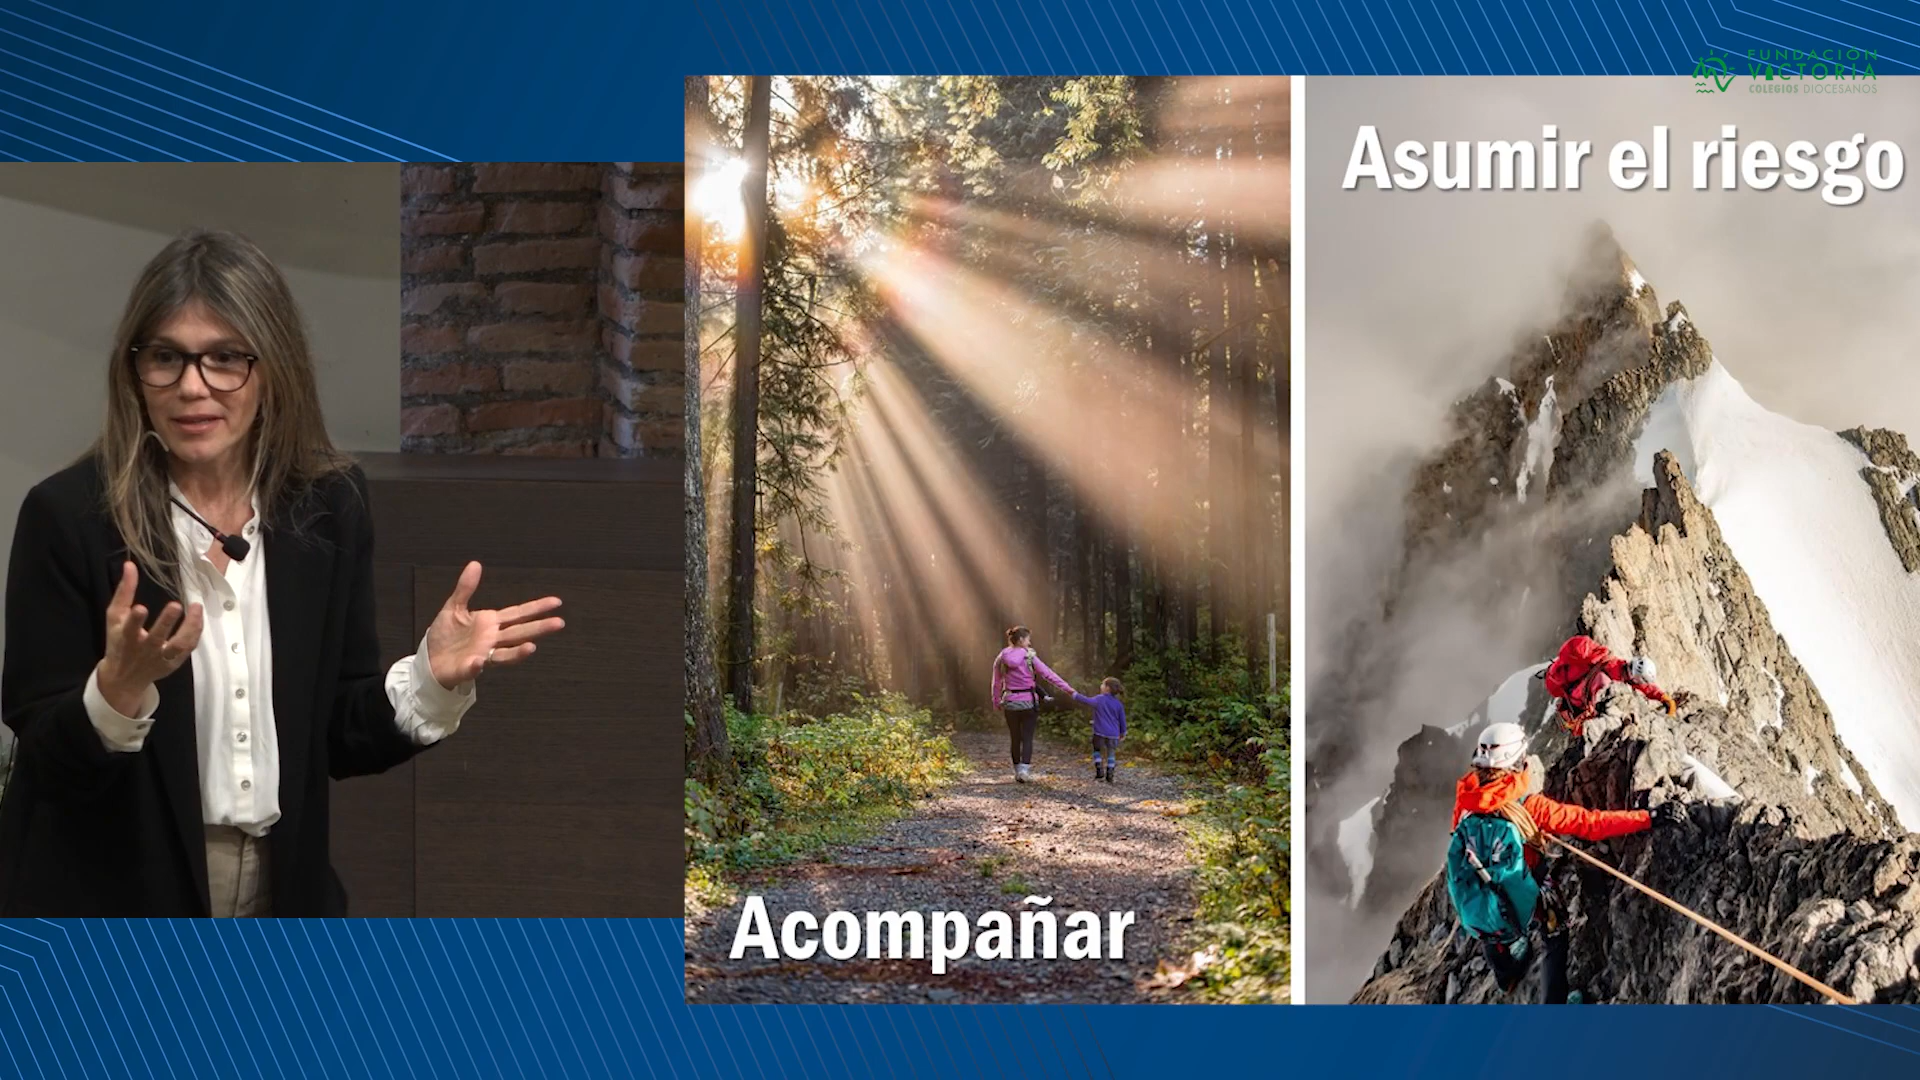 FUNDACIÓN
VICTORIA
COLEGIOS DIOCESANOS
Asumir el riesgo
Acompañar